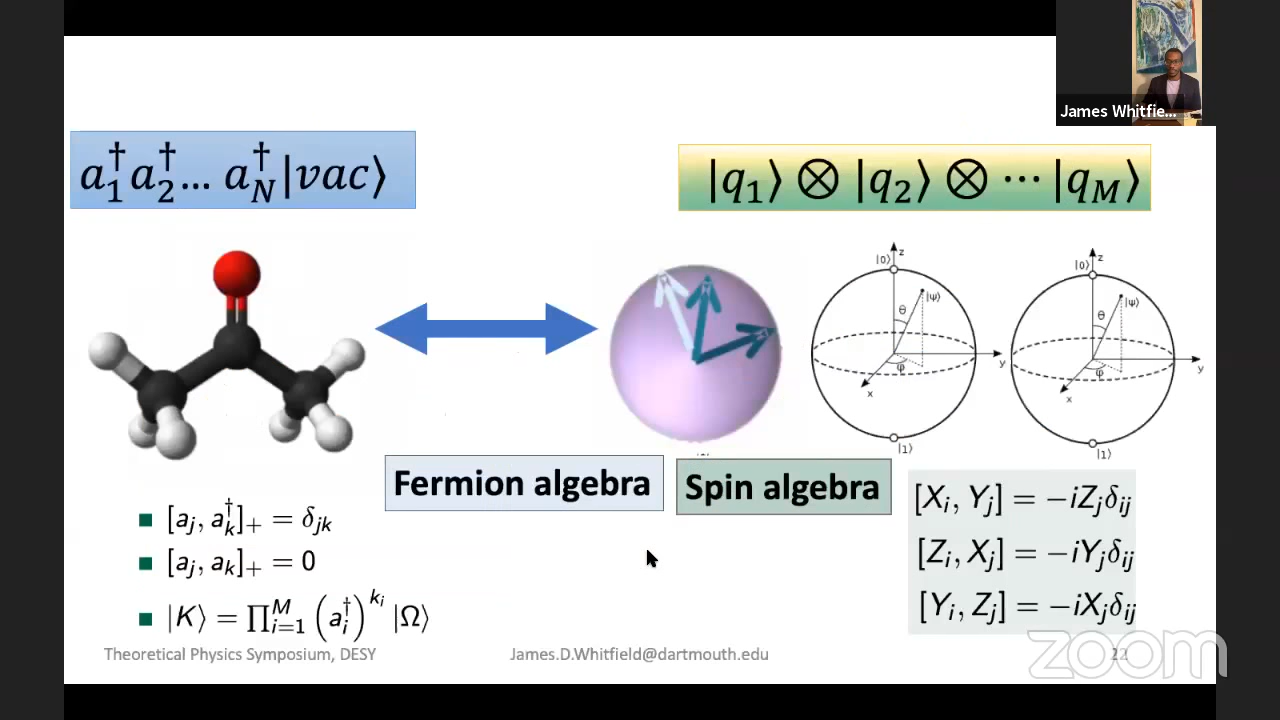 James Whitfie...
a₁†a₂†... a_N†|vac⟩
|q₁⟩ ⊗ |q₂⟩ ⊗ ⋯ |q_M⟩
z
|0⟩
|ψ⟩
θ
φ
y
x
|1⟩
z
|0⟩
|ψ⟩
θ
φ
y
x
|1⟩
Fermion algebra
Spin algebra
[a_j, a_k†]₊ = δ_jk
[a_j, a_k]₊ = 0
|K⟩ = ∏_{i=1}^{M} (a_i†)^{k_i} |Ω⟩
[X_i, Y_j] = −iZ_jδ_ij
[Z_i, X_j] = −iY_jδ_ij
[Y_i, Z_j] = −iX_jδ_ij
Theoretical Physics Symposium, DESY
James.D.Whitfield@dartmouth.edu
22
zoom